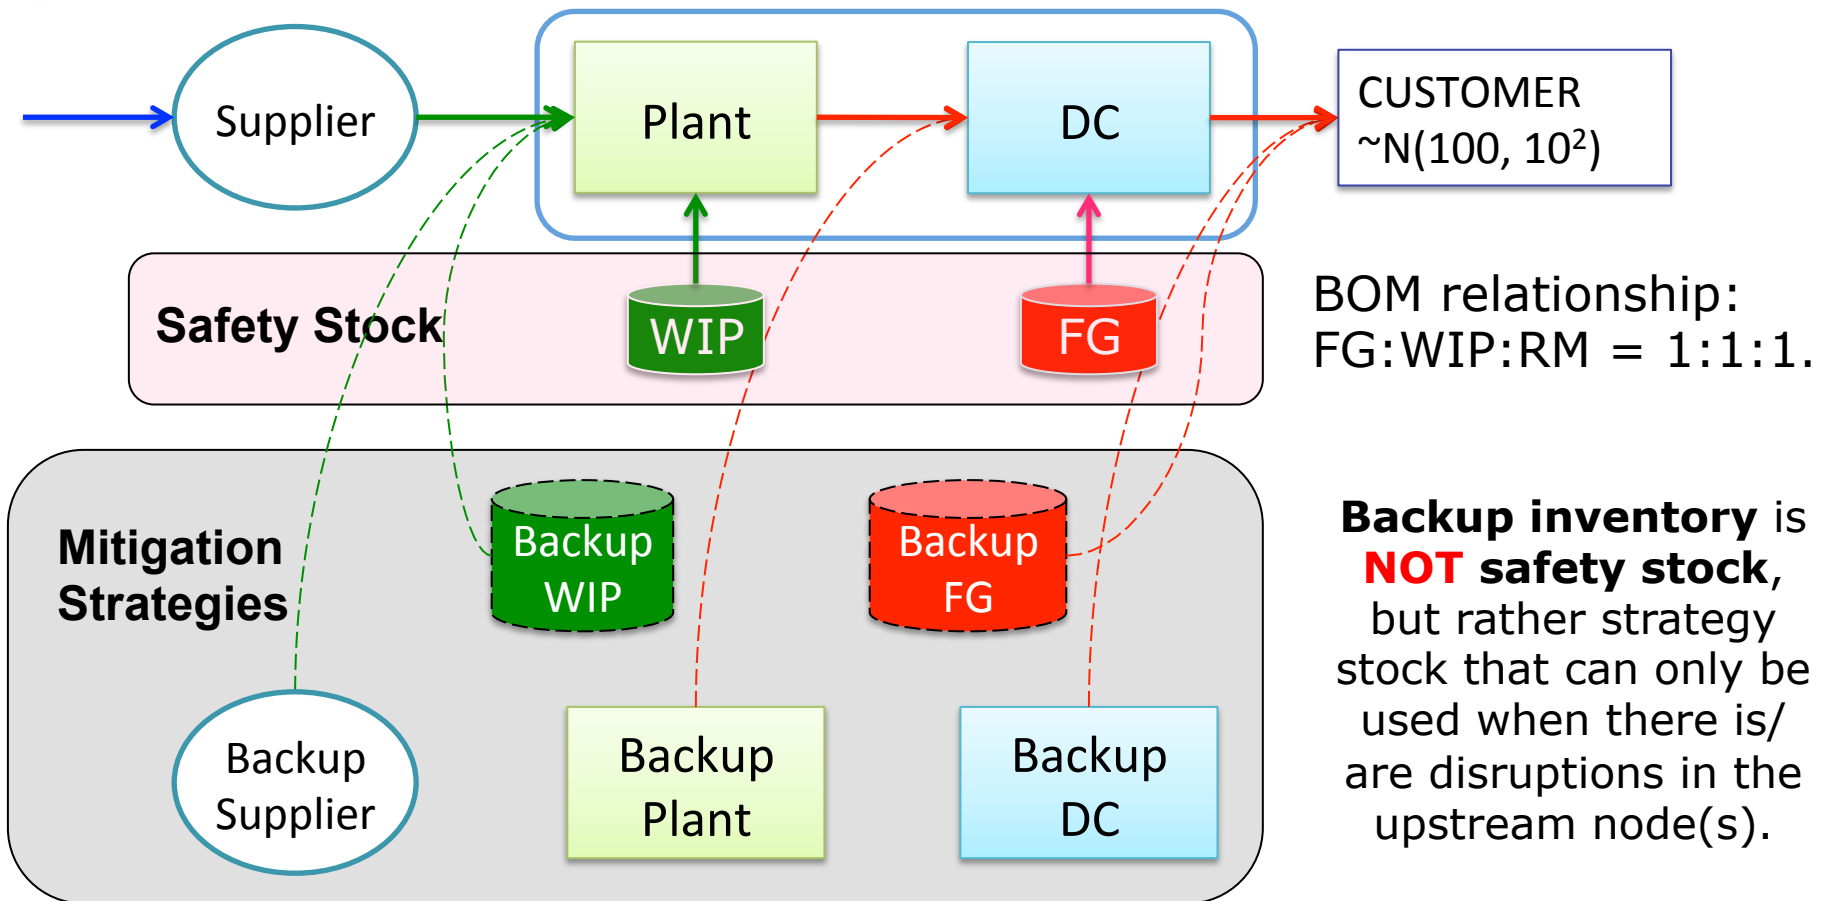 Supplier
Plant
DC
CUSTOMER
~N(100, 10²)
Safety Stock
WIP
FG
BOM relationship:
FG:WIP:RM = 1:1:1.
Mitigation
Strategies
Backup
WIP
Backup
FG
Backup
Supplier
Backup
Plant
Backup
DC
Backup inventory is
NOT safety stock,
but rather strategy
stock that can only be
used when there is/
are disruptions in the
upstream node(s).